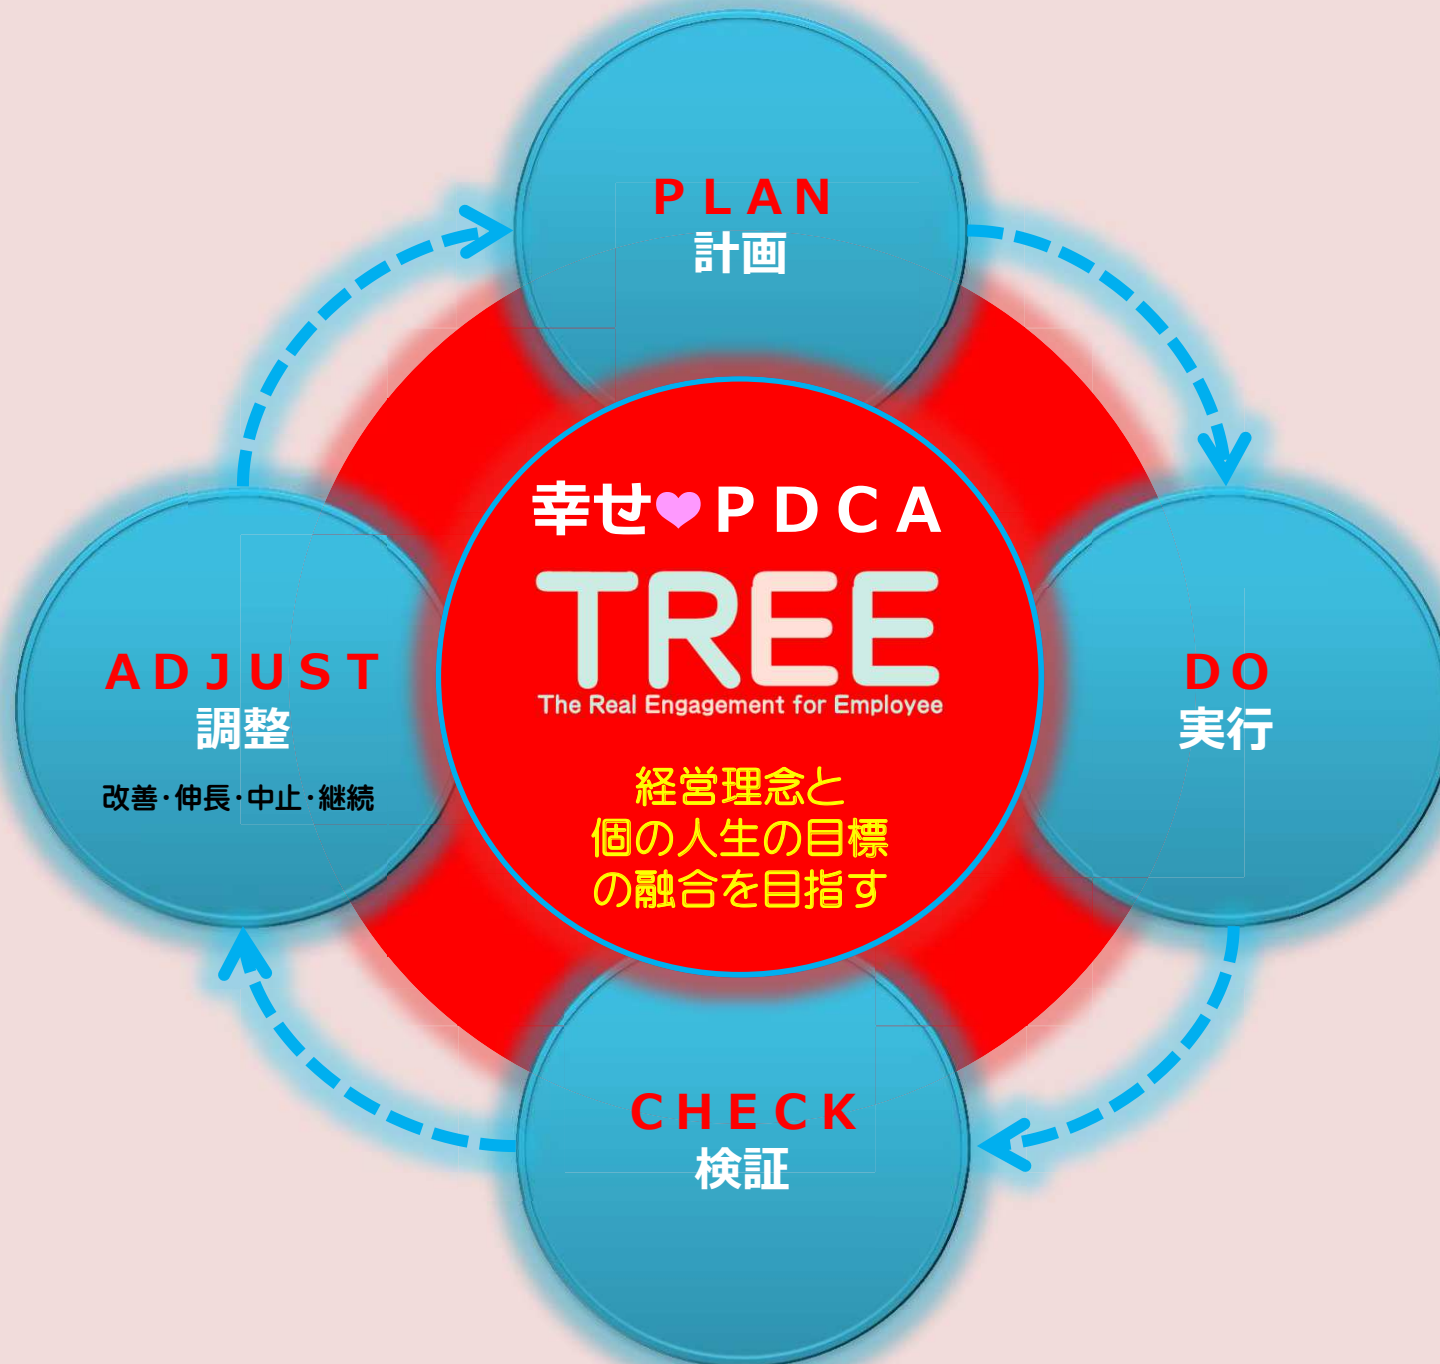 PLAN
計画
幸せ♥PDCA
TREE
The Real Engagement for Employee
経営理念と
個の人生の目標
の融合を目指す
DO
実行
CHECK
検証
ADJUST
調整
改善・伸長・中止・継続